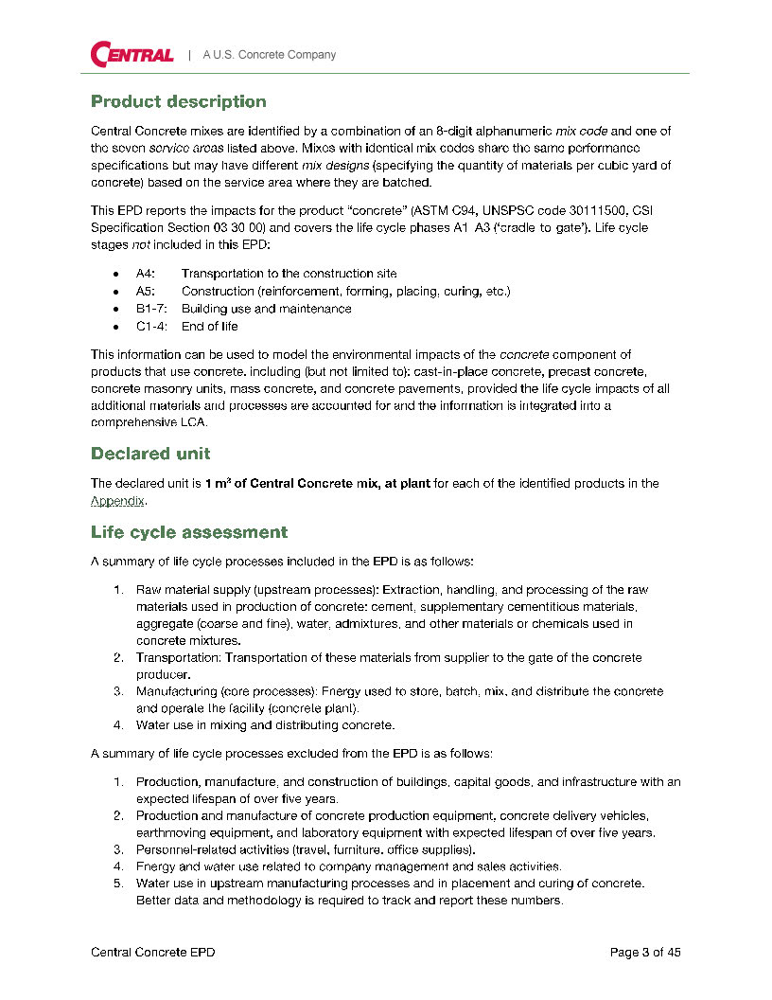 CENTRAL | A U.S. Concrete Company
Product description
Central Concrete mixes are identified by a combination of an 8-digit alphanumeric mix code and one of
the seven service areas listed above. Mixes with identical mix codes share the same performance
specifications but may have different mix designs (specifying the quantity of materials per cubic yard of
concrete) based on the service area where they are batched.
This EPD reports the impacts for the product “concrete” (ASTM C94, UNSPSC code 30111500, CSI
Specification Section 03 30 00) and covers the life cycle phases A1-A3 (‘cradle-to-gate’). Life cycle
stages not included in this EPD:
• A4: Transportation to the construction site
• A5: Construction (reinforcement, forming, placing, curing, etc.)
• B1-7: Building use and maintenance
• C1-4: End of life
This information can be used to model the environmental impacts of the concrete component of
products that use concrete, including (but not limited to): cast-in-place concrete, precast concrete,
concrete masonry units, mass concrete, and concrete pavements, provided the life cycle impacts of all
additional materials and processes are accounted for and the information is integrated into a
comprehensive LCA.
Declared unit
The declared unit is 1 m³ of Central Concrete mix, at plant for each of the identified products in the
Appendix.
Life cycle assessment
A summary of life cycle processes included in the EPD is as follows:
1. Raw material supply (upstream processes): Extraction, handling, and processing of the raw
materials used in production of concrete: cement, supplementary cementitious materials,
aggregate (coarse and fine), water, admixtures, and other materials or chemicals used in
concrete mixtures.
2. Transportation: Transportation of these materials from supplier to the gate of the concrete
producer.
3. Manufacturing (core processes): Energy used to store, batch, mix, and distribute the concrete
and operate the facility (concrete plant).
4. Water use in mixing and distributing concrete.
A summary of life cycle processes excluded from the EPD is as follows:
1. Production, manufacture, and construction of buildings, capital goods, and infrastructure with an
expected lifespan of over five years.
2. Production and manufacture of concrete production equipment, concrete delivery vehicles,
earthmoving equipment, and laboratory equipment with expected lifespan of over five years.
3. Personnel-related activities (travel, furniture, office supplies).
4. Energy and water use related to company management and sales activities.
5. Water use in upstream manufacturing processes and in placement and curing of concrete.
Better data and methodology is required to track and report these numbers.
Central Concrete EPD Page 3 of 45